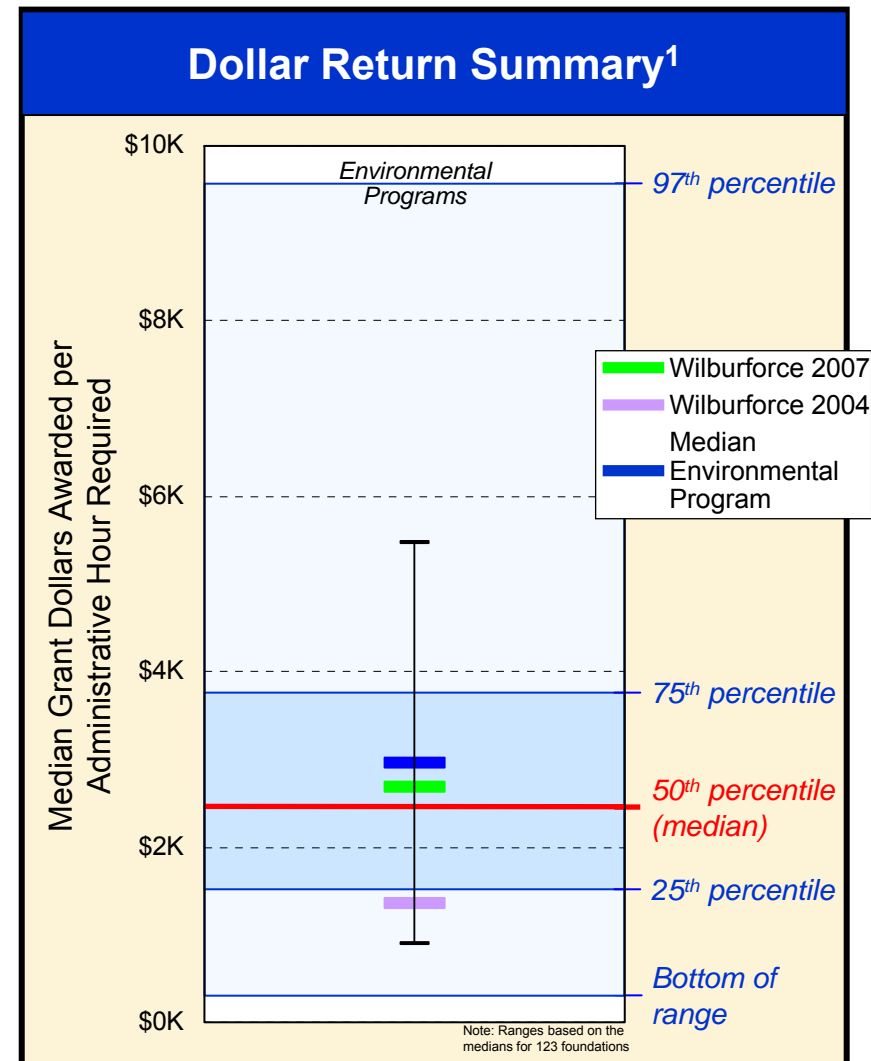 Dollar Return Summary1
$10K
Environmental
Programs
97th percentile
$8K
Wilburforce 2007
Wilburforce 2004
Median
Environmental
Program
$6K
Median Grant Dollars Awarded per
Administrative Hour Required
$4K
75th percentile
50th percentile
(median)
$2K
25th percentile
Bottom of
range
$0K
Note: Ranges based on the
medians for 123 foundations